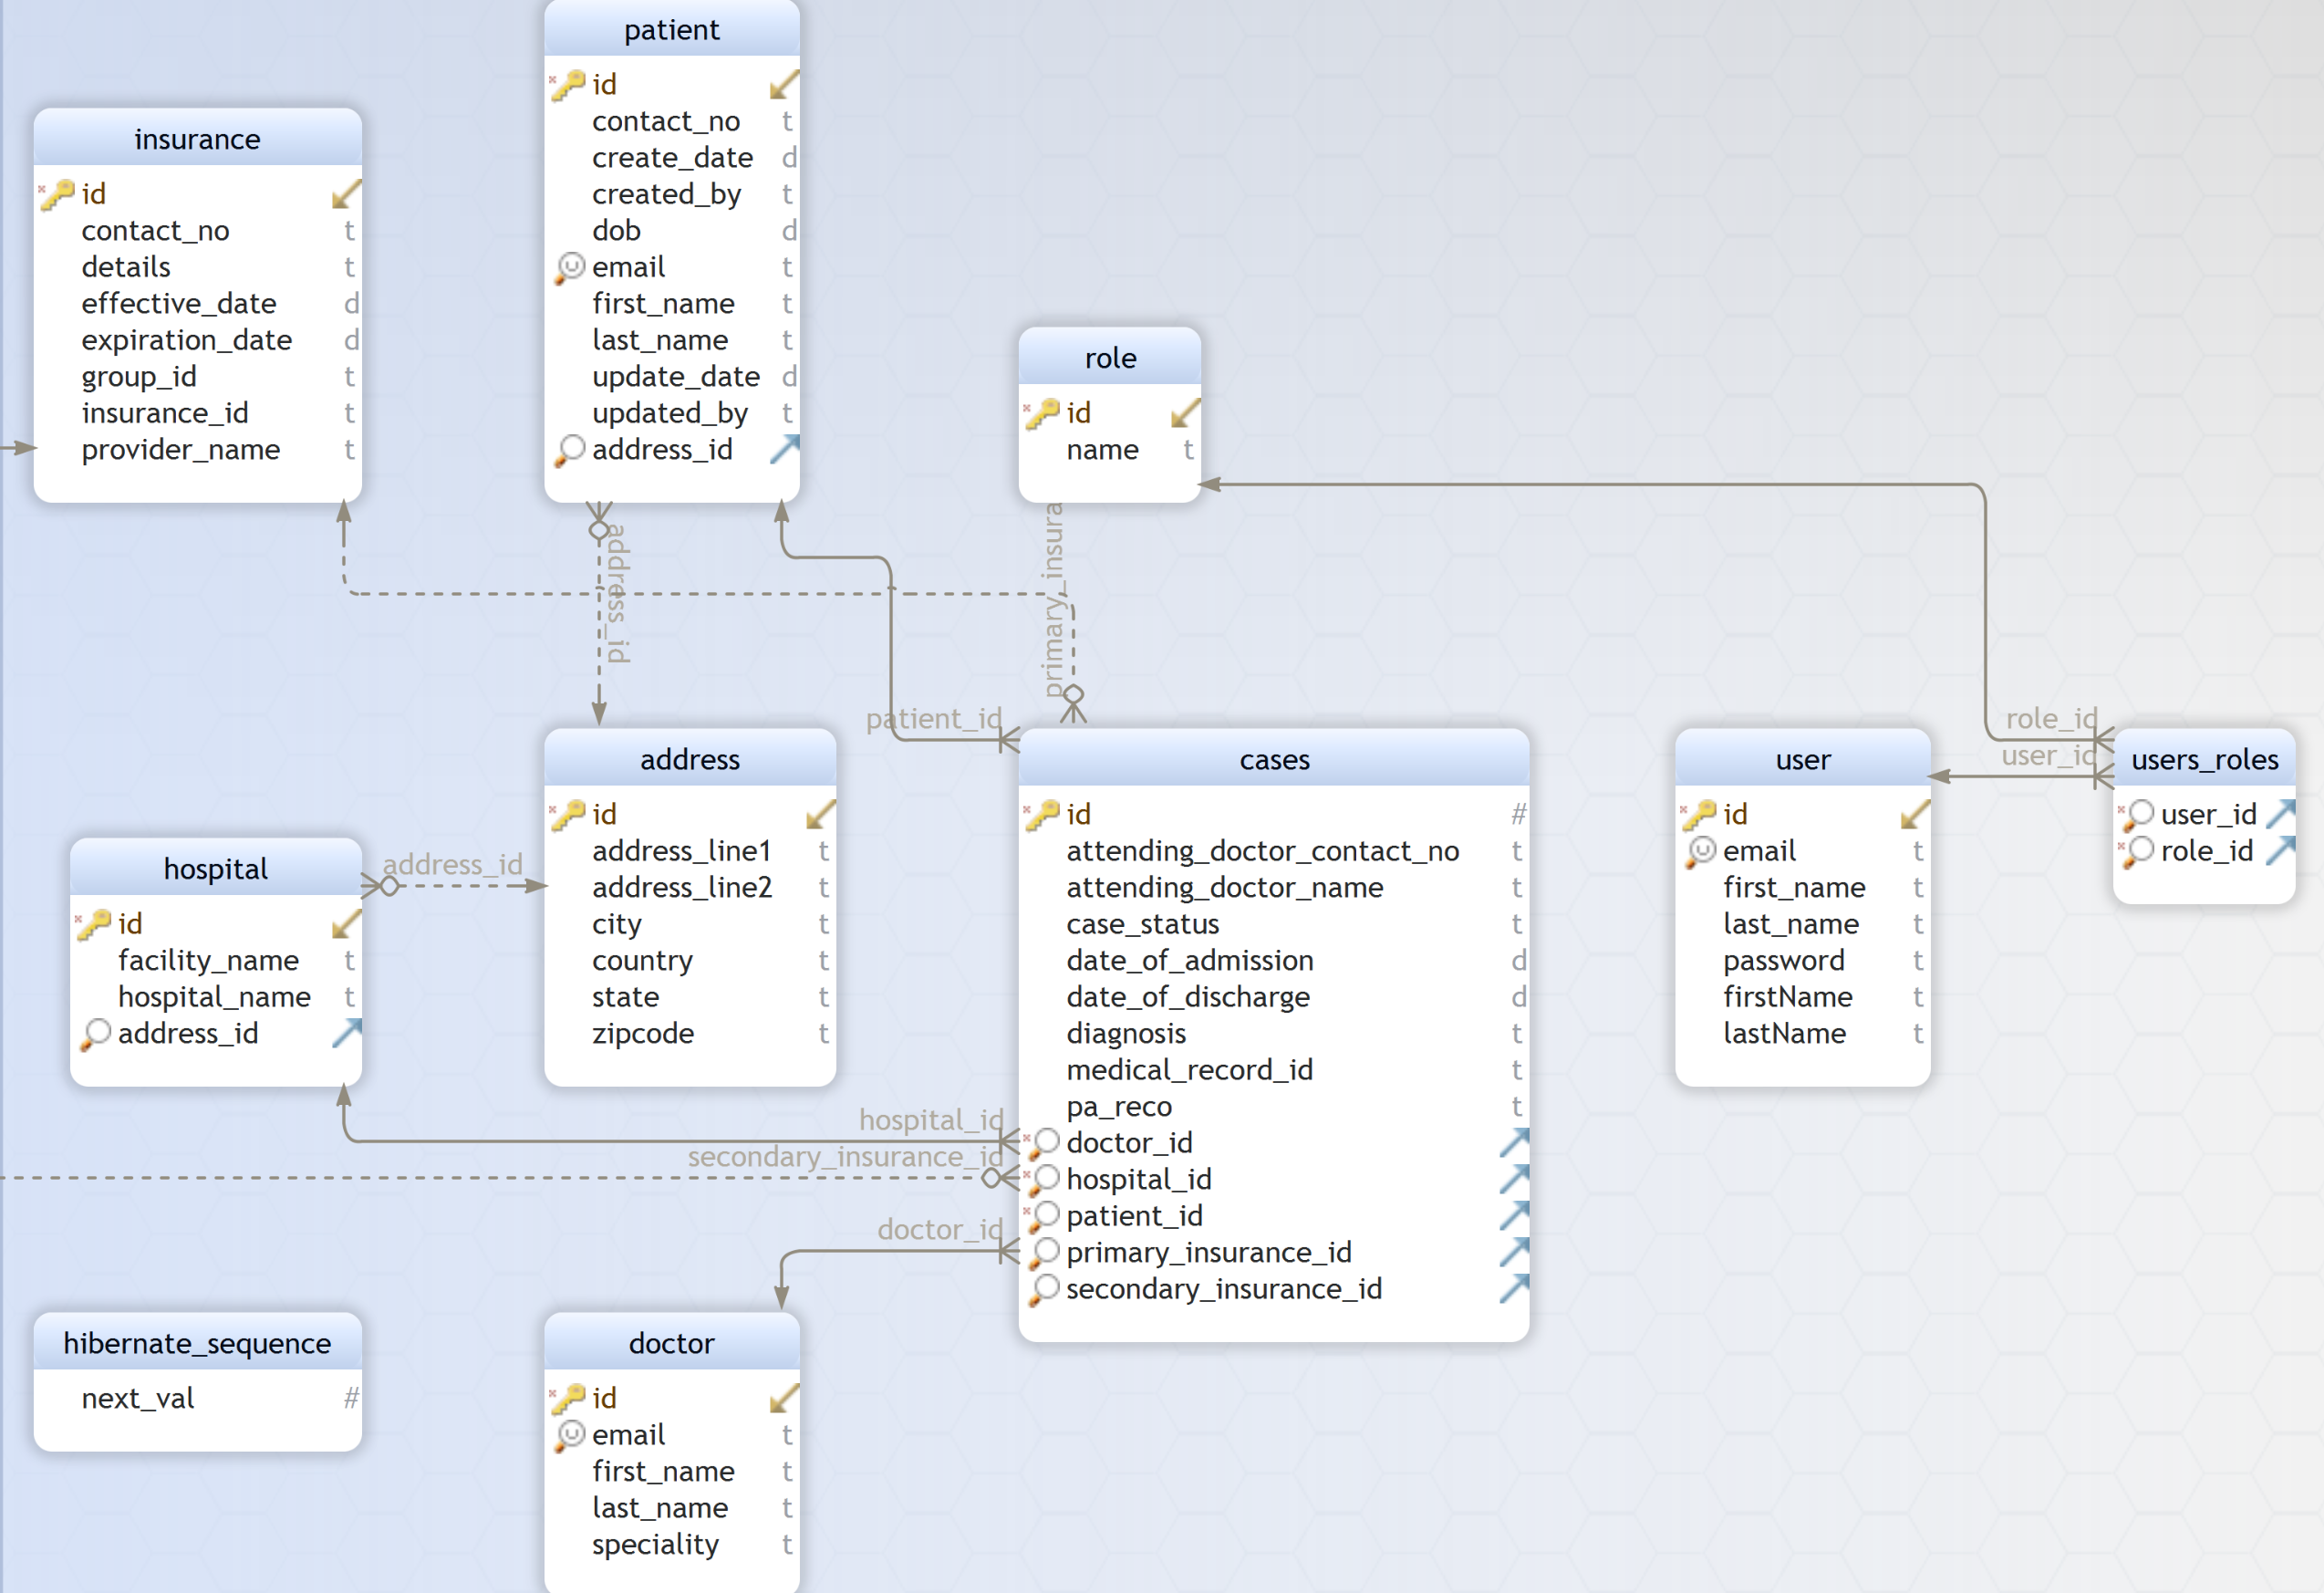 patient
id
contact_no t
create_date d
created_by t
dob d
email t
first_name t
last_name t
update_date d
updated_by t
address_id
insurance
id
contact_no t
details t
effective_date d
expiration_date d
group_id t
insurance_id t
provider_name t
role
id
name t
address_id
primary_insura
patient_id
role_id
user_id
address
id
address_line1 t
address_line2 t
city t
country t
state t
zipcode t
cases
id #
attending_doctor_contact_no t
attending_doctor_name t
case_status t
date_of_admission d
date_of_discharge d
diagnosis t
medical_record_id t
pa_reco t
doctor_id
hospital_id
patient_id
primary_insurance_id
secondary_insurance_id
user
id
email t
first_name t
last_name t
password t
firstName t
lastName t
users_roles
user_id
role_id
hospital
id
facility_name t
hospital_name t
address_id
address_id
hospital_id
secondary_insurance_id
doctor_id
hibernate_sequence
next_val #
doctor
id
email t
first_name t
last_name t
speciality t